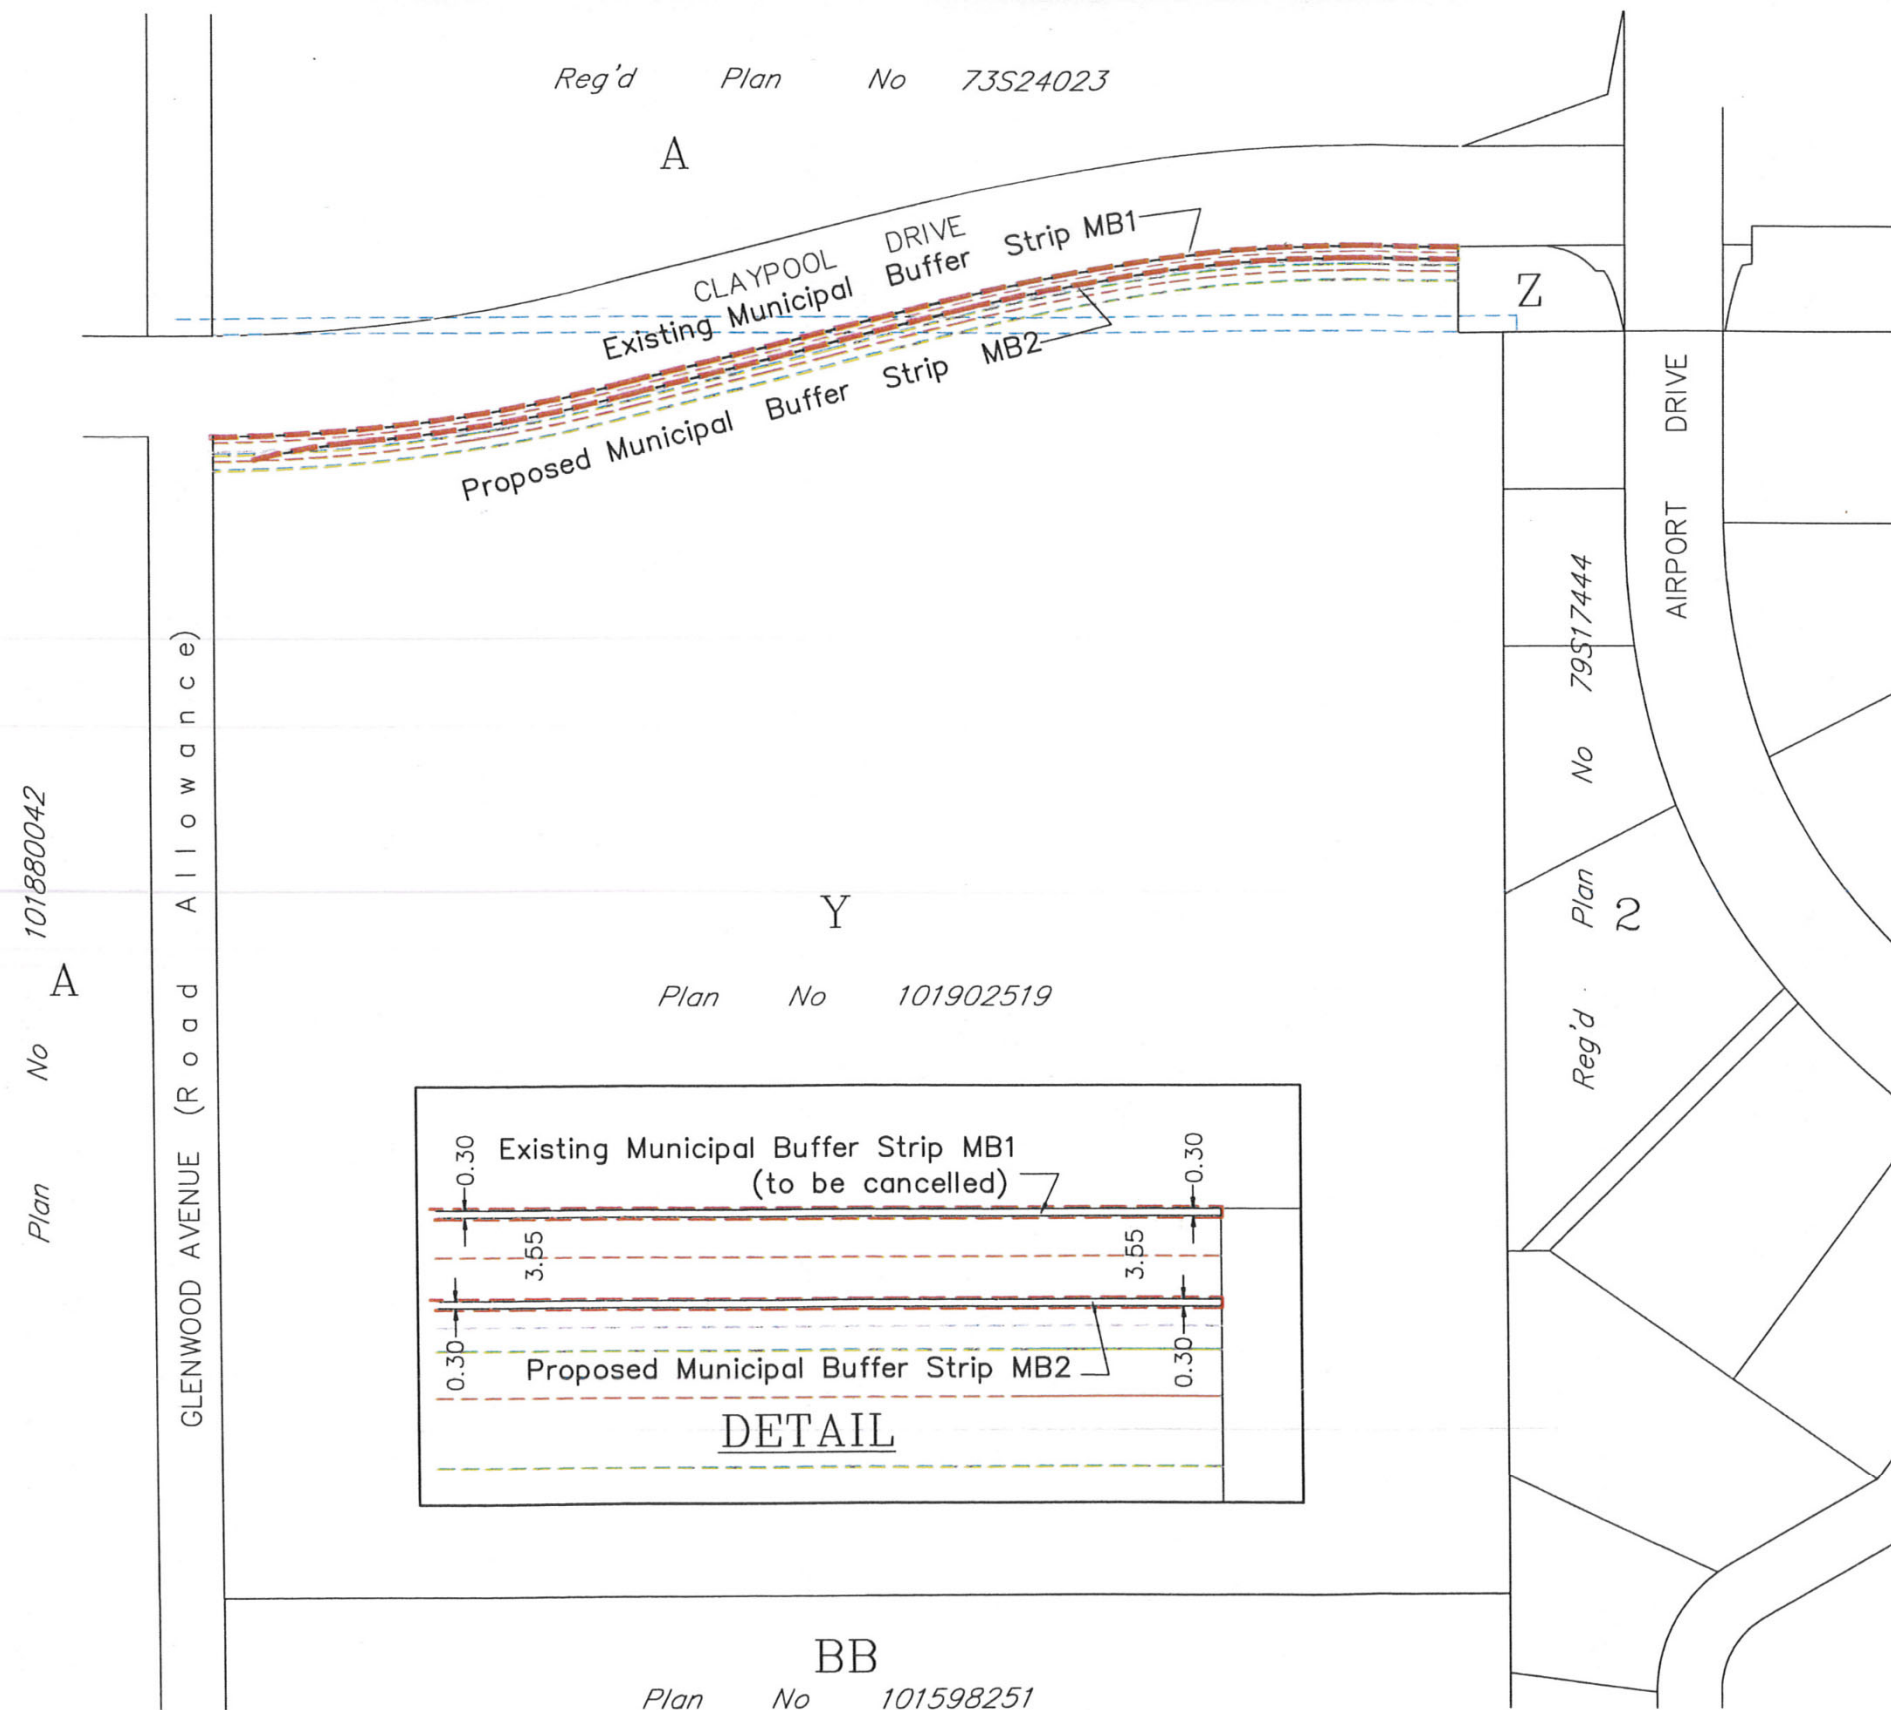 Reg'd Plan No 73S24023
A
CLAYPOOL DRIVE
Existing Municipal Buffer Strip MB1
Z
Proposed Municipal Buffer Strip MB2
AIRPORT DRIVE
GLENWOOD AVENUE (Road Allowance)
Plan No 101880042
A
Y
Plan No 101902519
Reg'd Plan No 79S17444
2
0.30
Existing Municipal Buffer Strip MB1
(to be cancelled)
0.30
3.55
3.55
0.30
Proposed Municipal Buffer Strip MB2
0.30
DETAIL
BB
Plan No 101598251